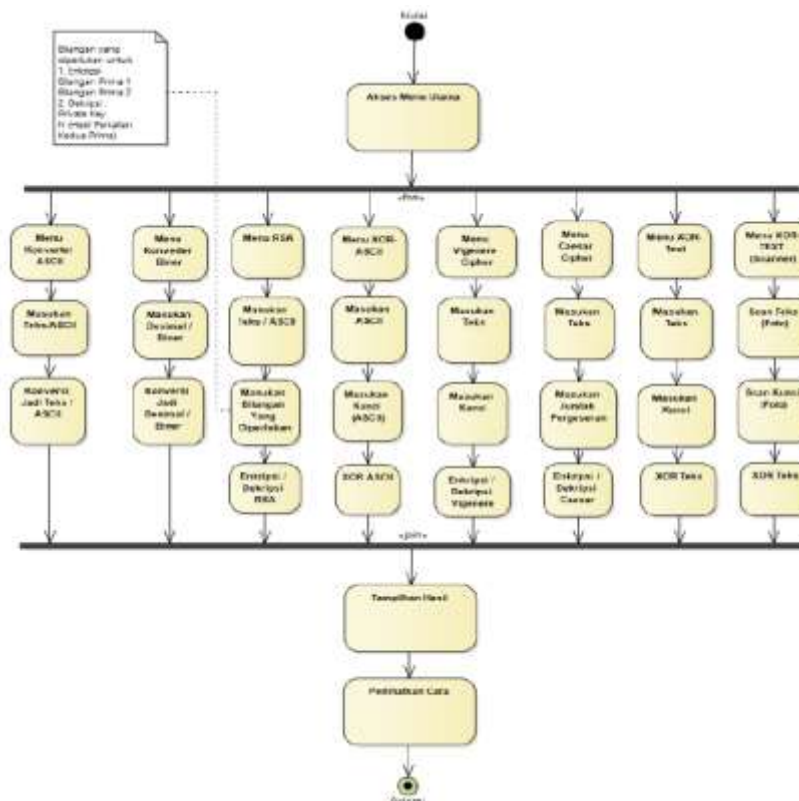 Mulai
Bilangan yang
diperlukan untuk
1. Enkripsi
Bilangan Prima 1
Bilangan Prima 2
2. Dekripsi
Private Key
N (Hasil Perkalian
Kedua Prima)
Akses Menu Utama
Menu
Konverter
ASCII
Menu
Konverter
Biner
Menu RSA
Menu XOR-
ASCII
Menu
Vigenere
Cipher
Menu
Caesar
Cipher
Menu XOR-
Text
Menu XOR-
TEXT
(Scanner)
Masukan
Teks/ASCII
Masukan
Desimal /
Biner
Masukan
Teks / ASCII
Masukan
ASCII
Masukan
Teks
Masukan
Teks
Masukan
Teks
Scan Teks
(Foto)
Konversi
Jadi Teks /
ASCII
Konversi
Jadi
Desimal /
Biner
Masukan
Bilangan
Yang
Diperlukan
Masukan
Kunci
(ASCII)
Masukan
Kunci
Masukan
Jumlah
Pergeseran
Masukan
Kunci
Scan Kunci
(Foto)
Enkripsi /
Dekripsi
RSA
XOR ASCII
Enkripsi /
Dekripsi
Vigenere
Enkripsi /
Dekripsi
Caesar
XOR Teks
XOR Teks
«join»
Tampilkan Hasil
Perlihatkan Cara